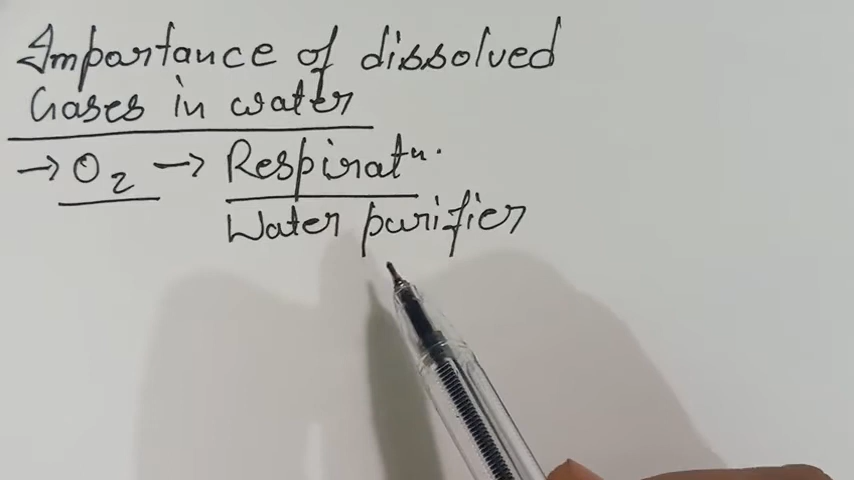 Importance of dissolved
Gases in water
→ O2 → Respiratn.
Water purifier